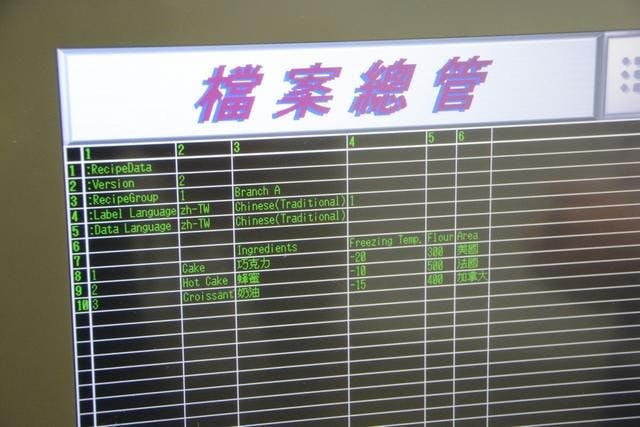 檔案總管
1 2 3 4 5 6
1 :RecipeData
2 :Version 2
3 :RecipeGroup 1 Branch A
4 :Label Language zh-TW Chinese(Traditional) 1
5 :Data Language zh-TW Chinese(Traditional)
6
7 Ingredients Freezing Temp. Flour Area
8 1 Cake 巧克力 -20 300 美國
9 2 Hot Cake 蜂蜜 -10 500 法國
10 3 Croissant 奶油 -15 400 加拿大